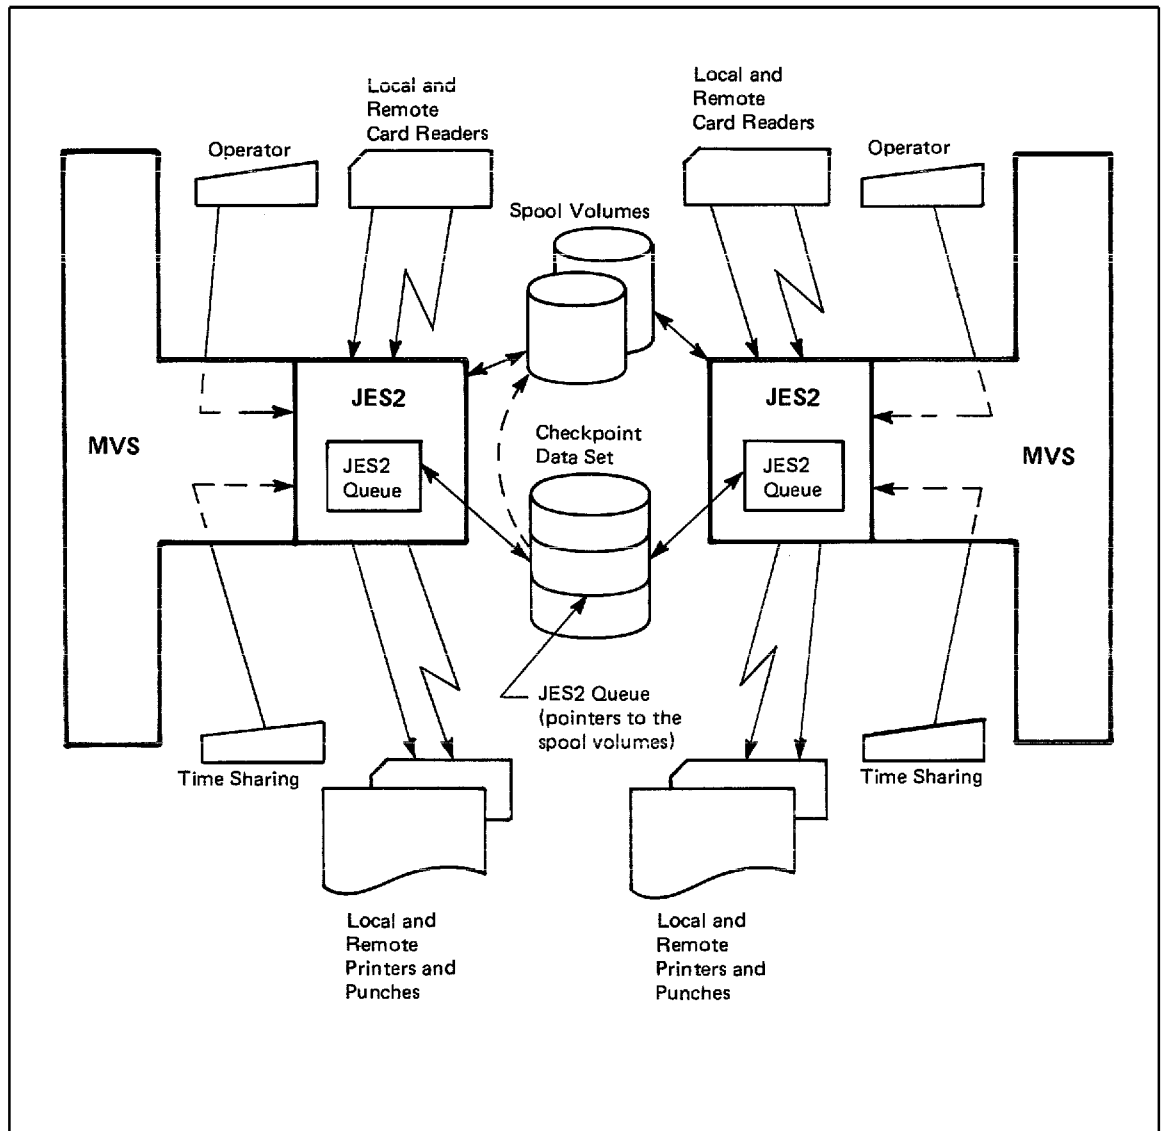 Local and
Remote
Card Readers
Local and
Remote
Card Readers
Operator
Operator
Spool Volumes
JES2
JES2
MVS
MVS
JES2
Queue
Checkpoint
Data Set
JES2
Queue
JES2 Queue
(pointers to the
spool volumes)
Time Sharing
Time Sharing
Local and
Remote
Printers and
Punches
Local and
Remote
Printers and
Punches